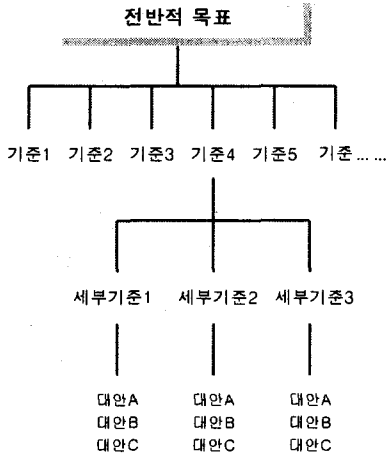 전반적 목표
기준1 기준2 기준3 기준4 기준5 기준... ...
세부기준1 세부기준2 세부기준3
대안A 대안A 대안A
대안B 대안B 대안B
대안C 대안C 대안C